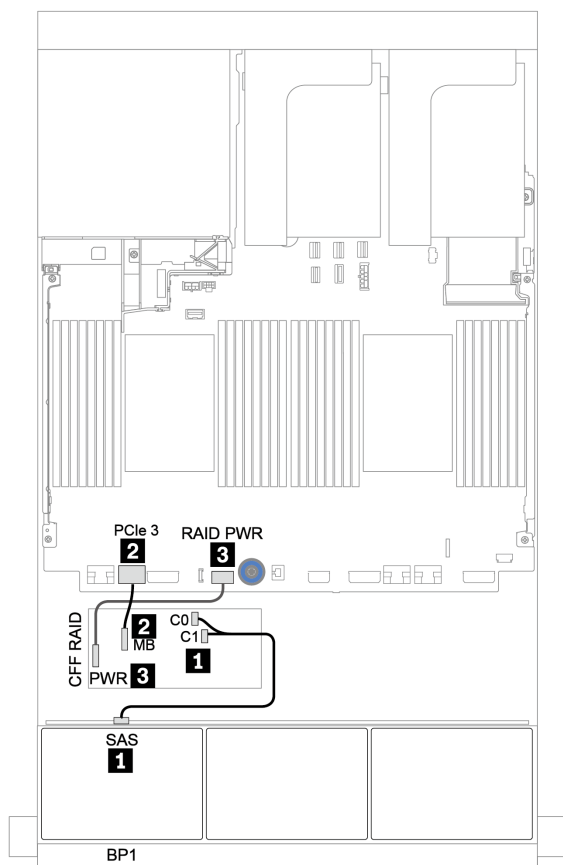 PCIe 3
RAID PWR
2
3
CFF RAID
2
MB
C0
C1
1
PWR 3
SAS
1
BP1